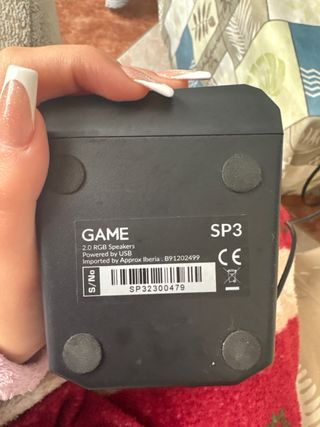 GAME SP3
2.0 RGB Speakers
Powered by USB
Imported by Approx Iberia : B91202499
S/No
SP32300479
CE